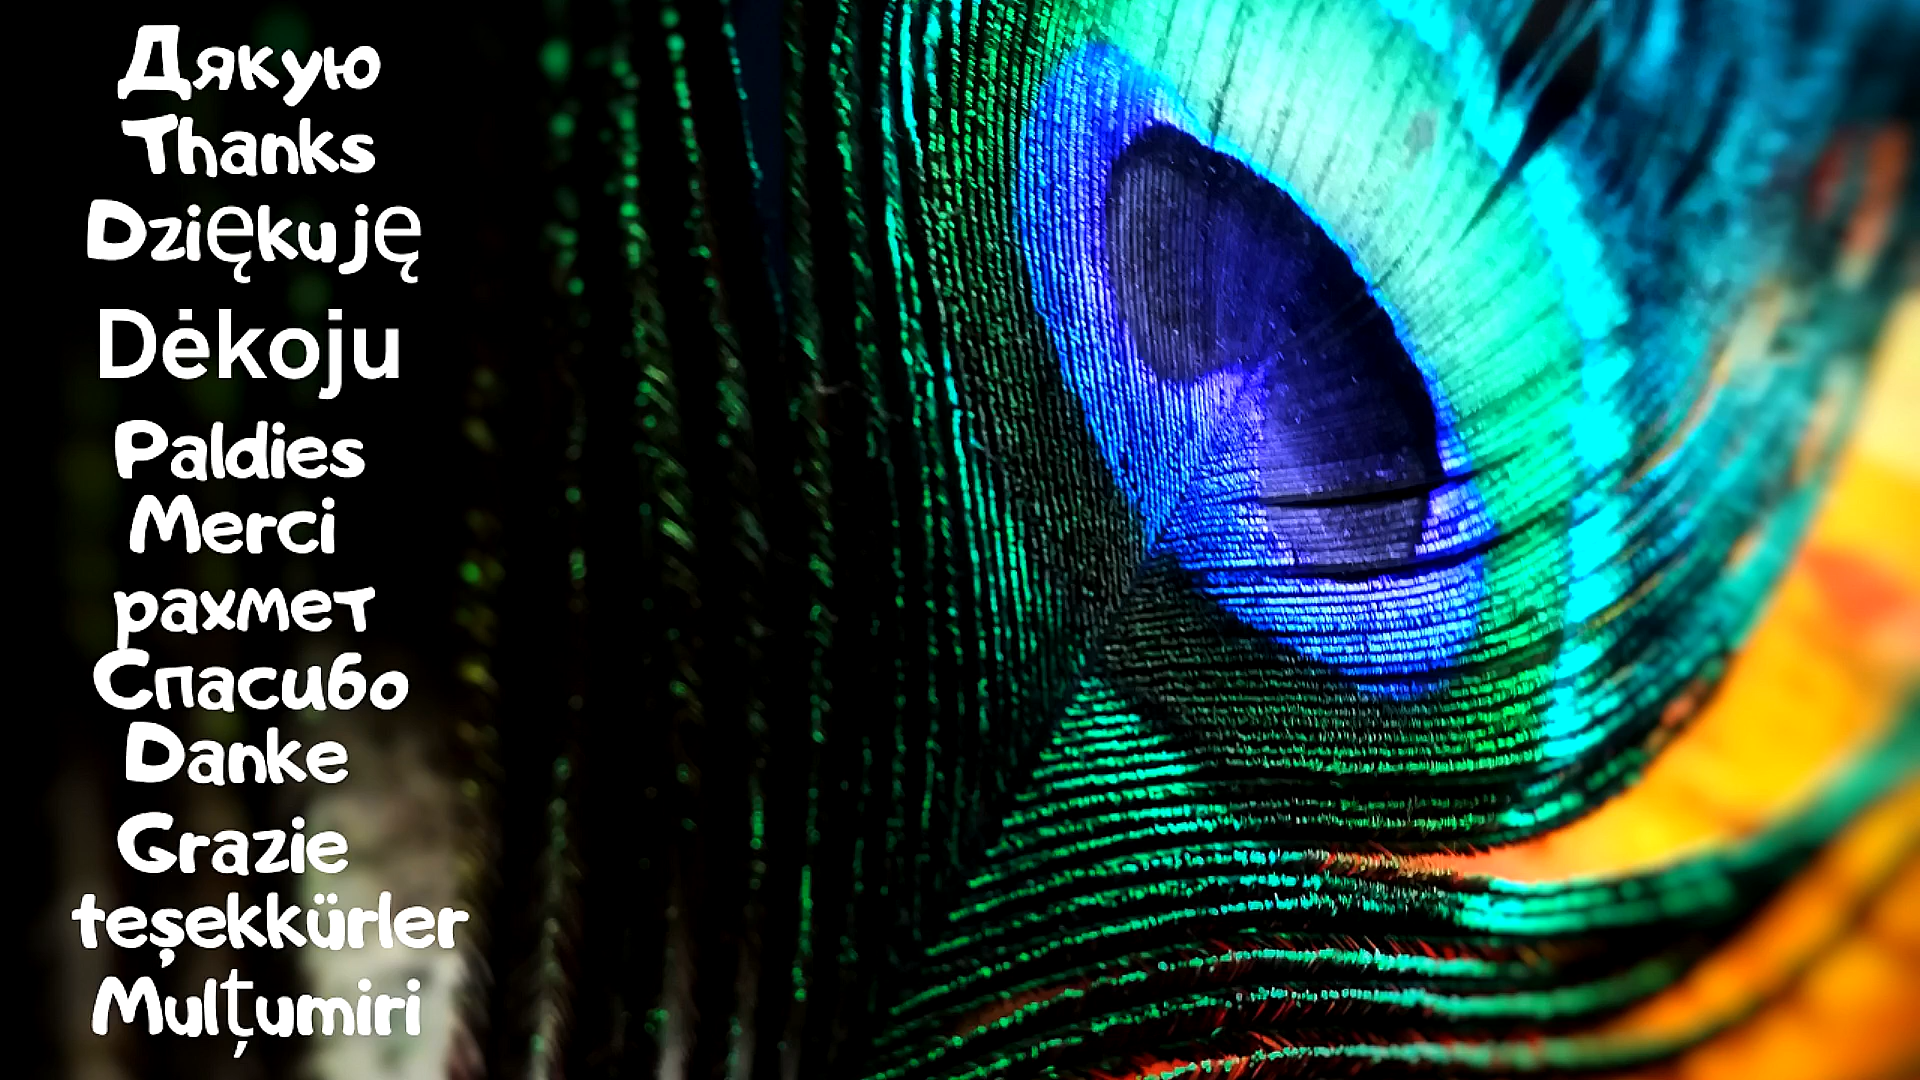 Дякую
Thanks
Dziękuję
Dėkoju
Paldies
Merci
рахмет
Спасибо
Danke
Grazie
teşekkürler
Mulțumiri